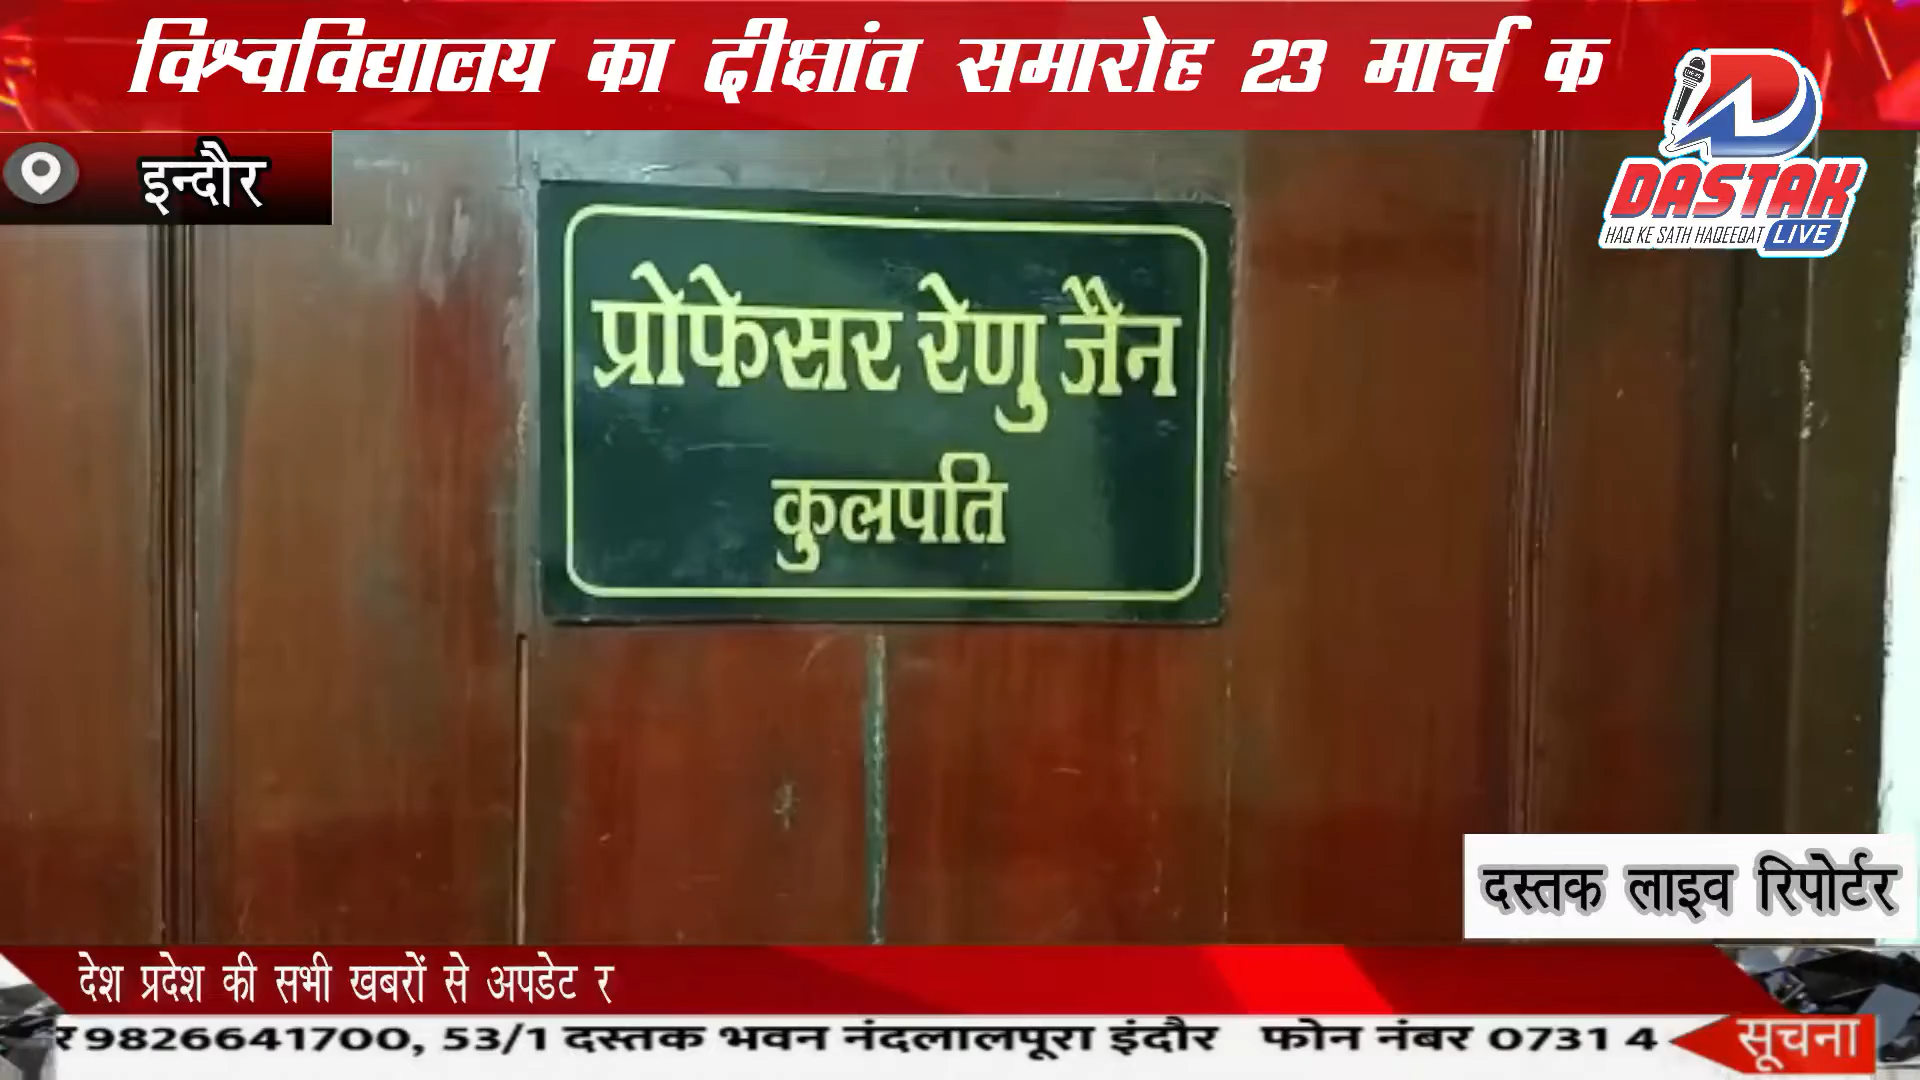 विश्वविद्यालय का दीक्षांत समारोह 23 मार्च क
इन्दौर
DASTAK
HAQ KE SATH HAQEEQAT LIVE
प्रोफेसर रेणु जैन
कुलपति
दस्तक लाइव रिपोर्टर
देश प्रदेश की सभी खबरों से अपडेट र
र 9826641700, 53/1 दस्तक भवन नंदलालपूरा इंदौर फोन नंबर 0731 4
सूचना